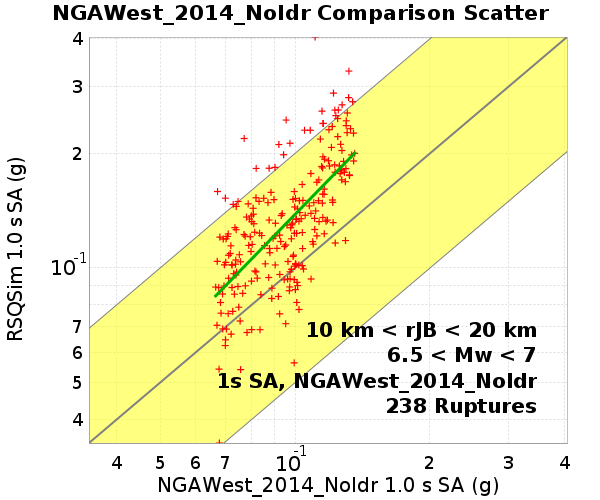 NGAWest_2014_NoIdr Comparison Scatter
4
3
2
10-1
7
6
5
4
RSQSim 1.0 s SA (g)
10 km < rJB < 20 km
6.5 < Mw < 7
1s SA, NGAWest_2014_NoIdr
238 Ruptures
4 5 6 7 10-1 2 3 4
NGAWest_2014_NoIdr 1.0 s SA (g)